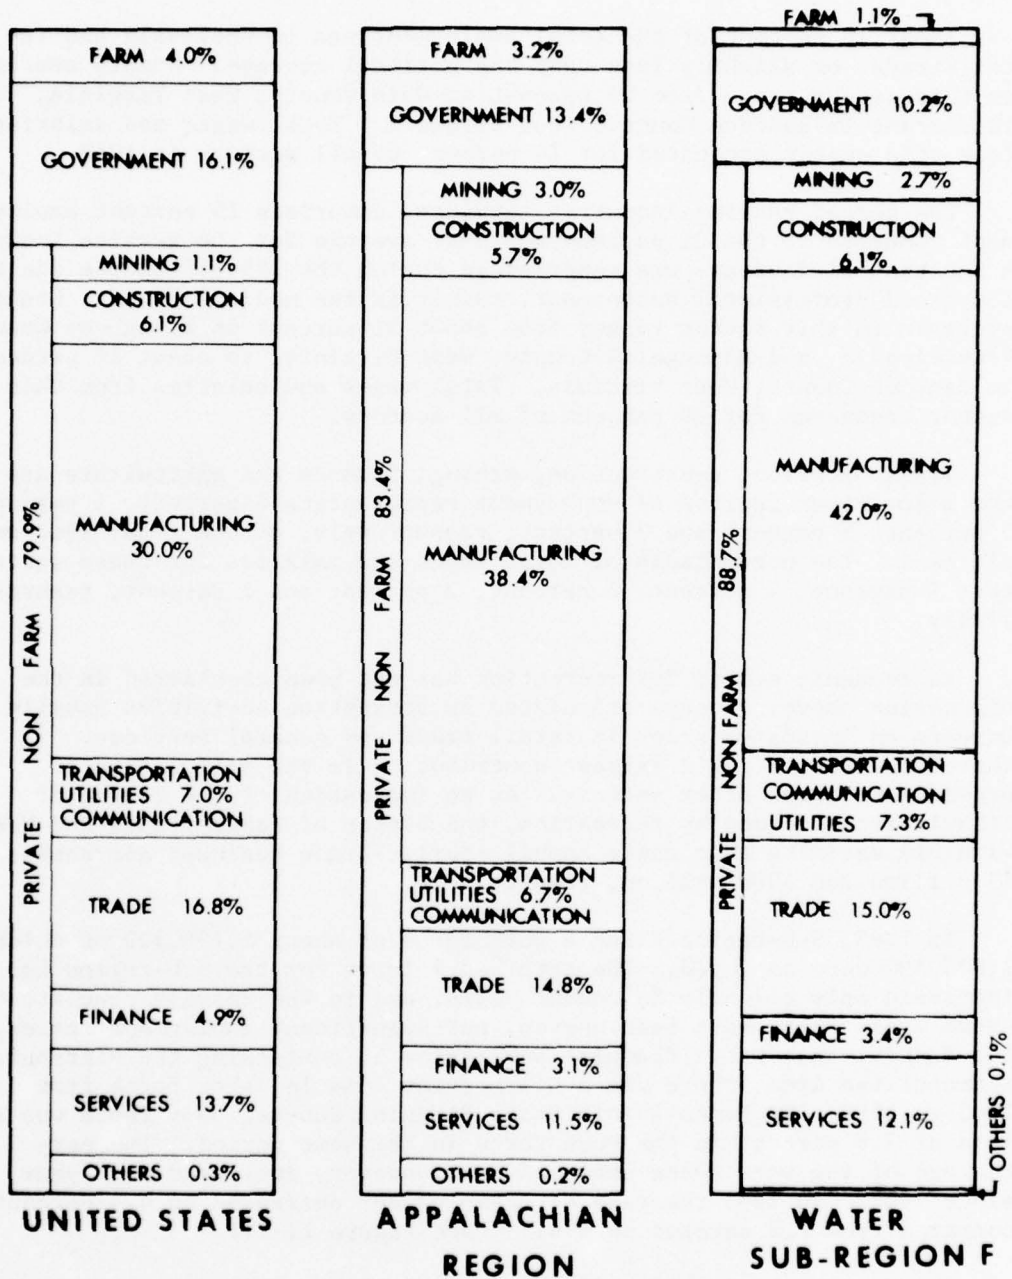 FARM 4.0%
GOVERNMENT 16.1%
PRIVATE NON FARM 79.9%
MINING 1.1%
CONSTRUCTION
6.1%
MANUFACTURING
30.0%
TRANSPORTATION
UTILITIES 7.0%
COMMUNICATION
TRADE 16.8%
FINANCE 4.9%
SERVICES 13.7%
OTHERS 0.3%
UNITED STATES
FARM 3.2%
GOVERNMENT 13.4%
PRIVATE NON FARM 83.4%
MINING 3.0%
CONSTRUCTION
5.7%
MANUFACTURING
38.4%
TRANSPORTATION
UTILITIES 6.7%
COMMUNICATION
TRADE 14.8%
FINANCE 3.1%
SERVICES 11.5%
OTHERS 0.2%
APPALACHIAN
REGION
FARM 1.1%
GOVERNMENT 10.2%
PRIVATE NON FARM 88.7%
MINING 2.7%
CONSTRUCTION
6.1%
MANUFACTURING
42.0%
TRANSPORTATION
COMMUNICATION
UTILITIES 7.3%
TRADE 15.0%
FINANCE 3.4%
SERVICES 12.1%
OTHERS 0.1%
WATER
SUB-REGION F